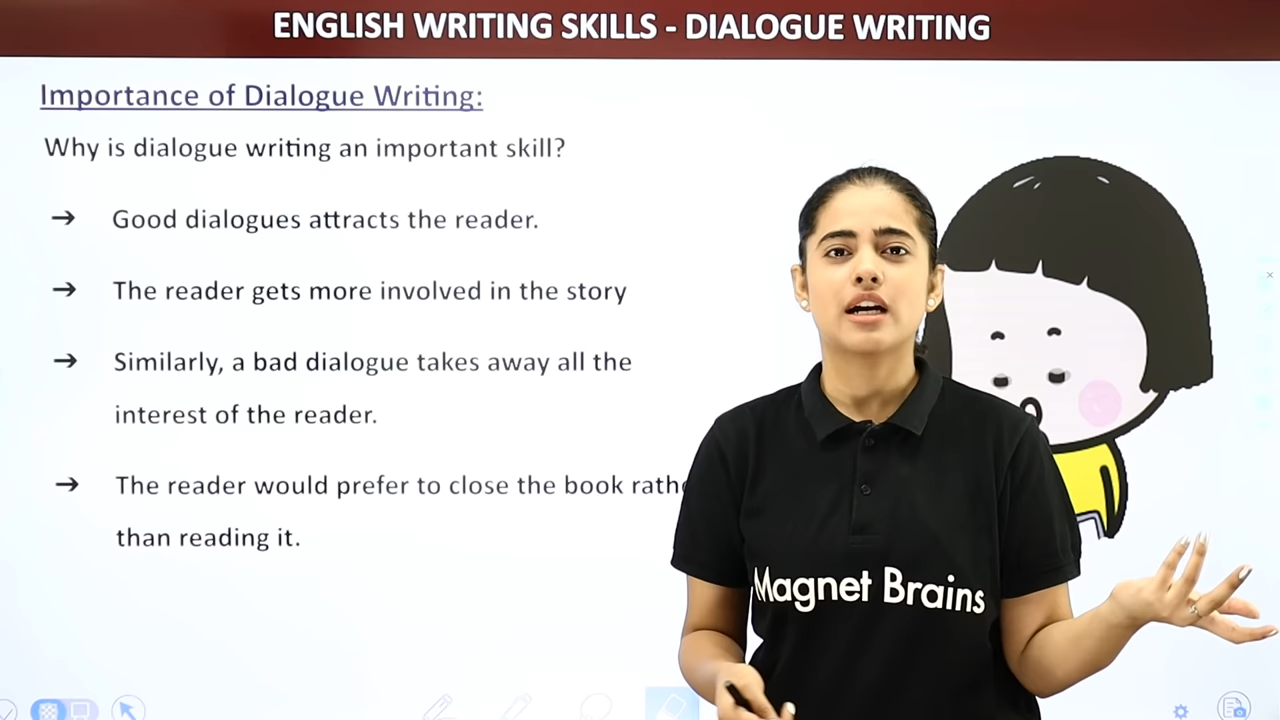 ENGLISH WRITING SKILLS - DIALOGUE WRITING
Importance of Dialogue Writing:
Why is dialogue writing an important skill?
➔ Good dialogues attracts the reader.
➔ The reader gets more involved in the story
➔ Similarly, a bad dialogue takes away all the
interest of the reader.
➔ The reader would prefer to close the book rathe
than reading it.
Magnet Brains